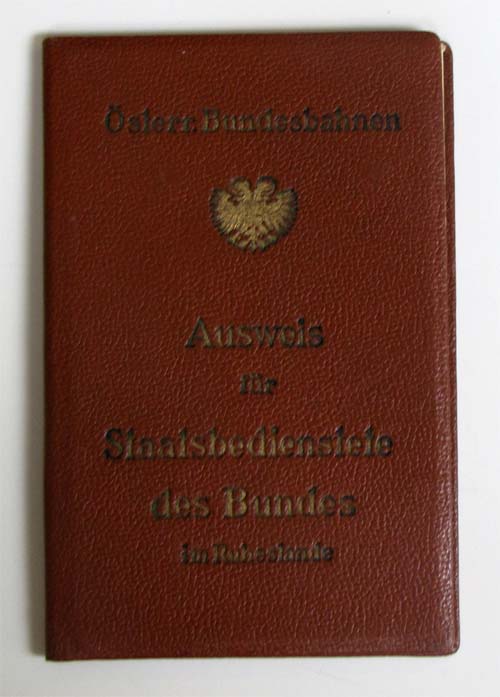 Österr. Bundesbahnen
Ausweis
für
Staatsbedienstete
des Bundes
im Ruhestande